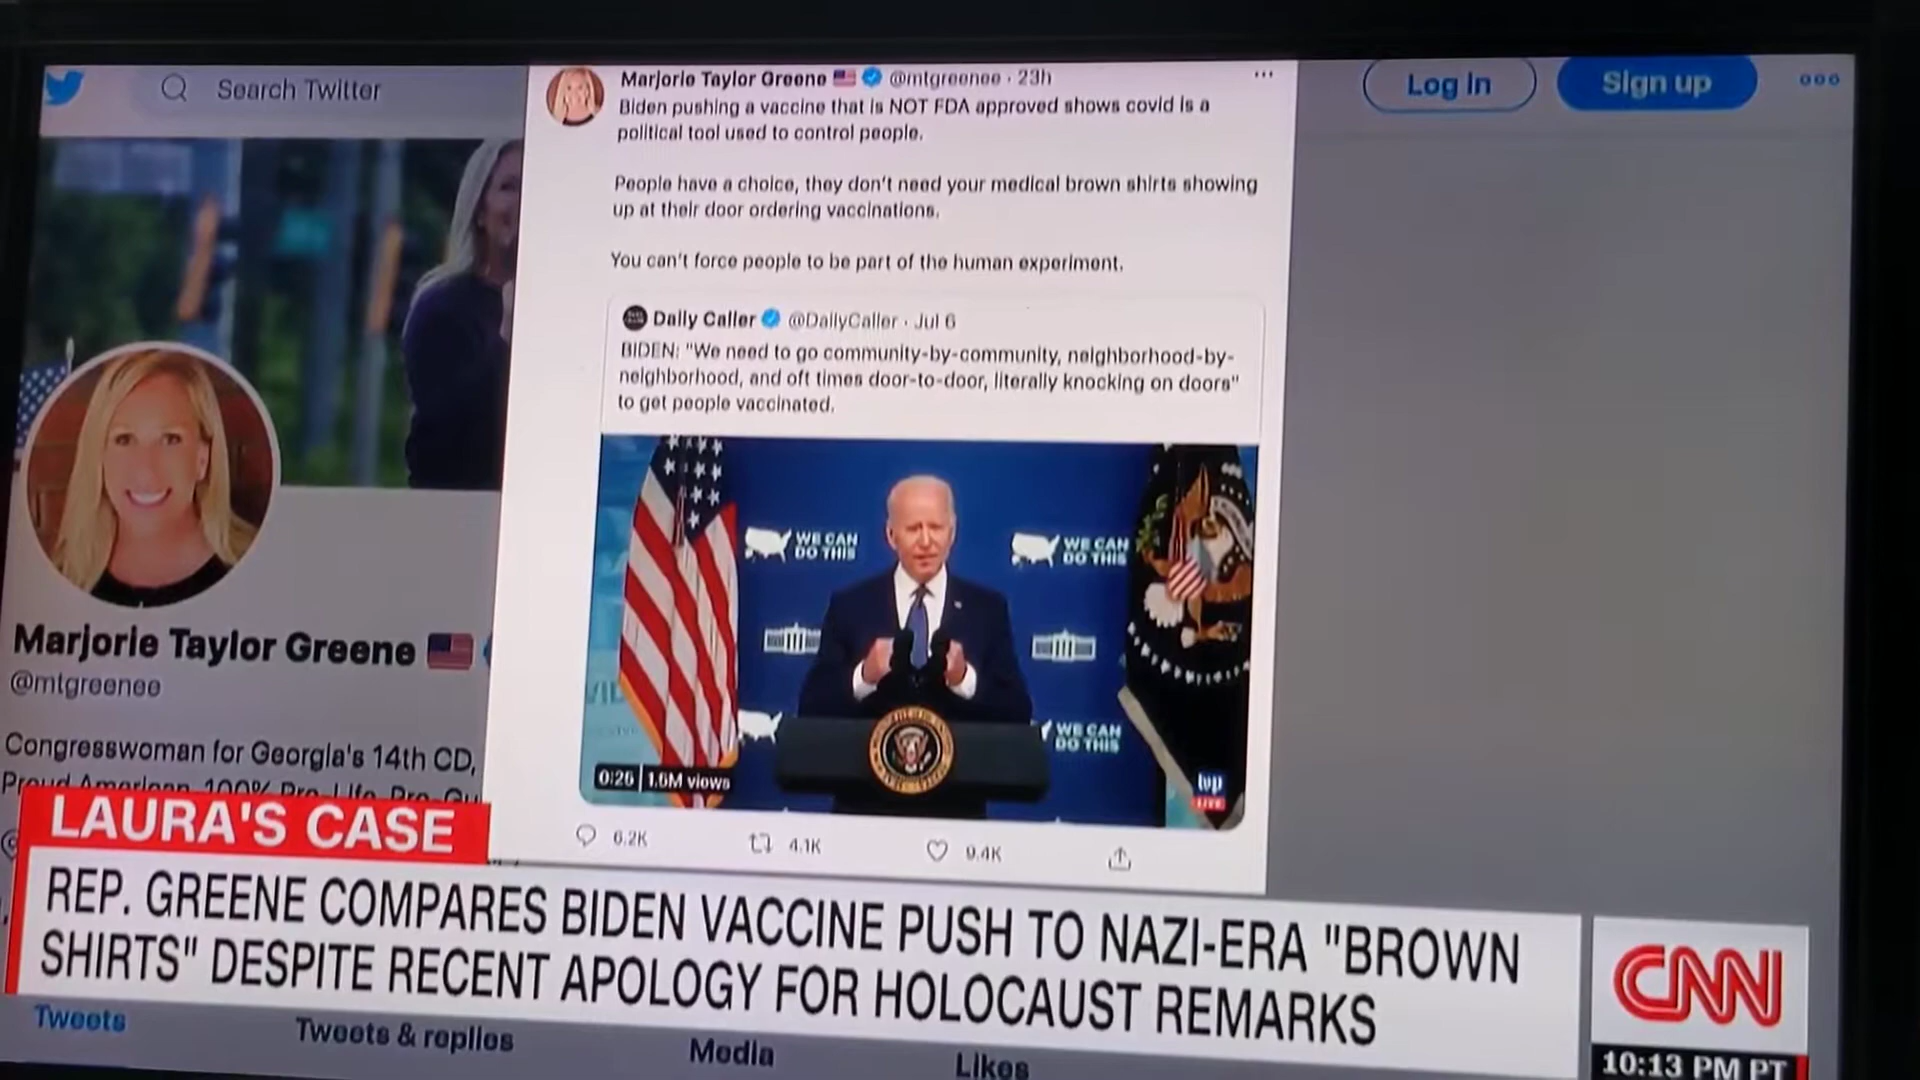 Search Twitter
Log in
Sign up
Marjorie Taylor Greene @mtgreenee · 23h
Biden pushing a vaccine that is NOT FDA approved shows covid is a
political tool used to control people.
People have a choice, they don't need your medical brown shirts showing
up at their door ordering vaccinations.
You can't force people to be part of the human experiment.
Daily Caller @DailyCaller · Jul 6
BIDEN: "We need to go community-by-community, neighborhood-by-
neighborhood, and oft times door-to-door, literally knocking on doors"
to get people vaccinated.
WE CAN
DO THIS
WE CAN
DO THIS
WE CAN
DO THIS
0:26 1.5M views
wp
LIVE
6.2K
4.1K
9.4K
Marjorie Taylor Greene
@mtgreenee
Congresswoman for Georgia's 14th CD,
Proud American, 100% Pro Life, Pro-Gu
LAURA'S CASE
REP. GREENE COMPARES BIDEN VACCINE PUSH TO NAZI-ERA "BROWN
SHIRTS" DESPITE RECENT APOLOGY FOR HOLOCAUST REMARKS
CNN
10:13 PM PT
Tweets
Tweets & replies
Media
Likes